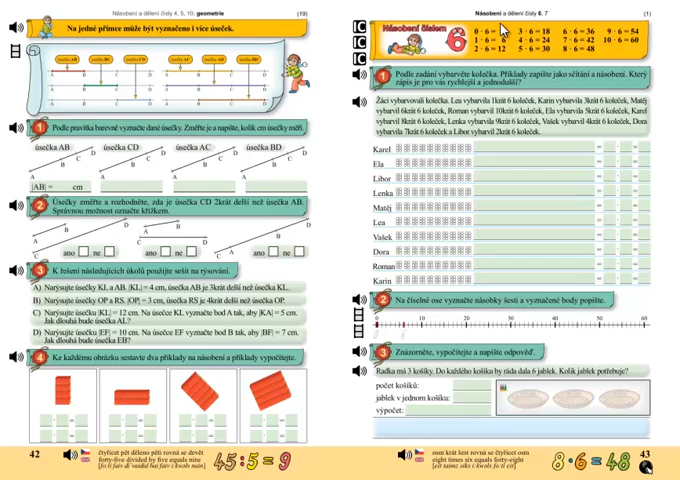 Násobení a dělení čísly 4, 5, 10; geometrie (19)
Na jedné přímce může být vyznačeno i více úseček.
úsečka AB úsečka BC úsečka CD úsečka AC úsečka AD úsečka BD
A B C D
1 Podle pravítka barevně vyznačte dané úsečky. Změřte je a napište, kolik cm úsečky měří.
úsečka AB úsečka CD úsečka AC úsečka BD
A B C D
A B C D
A B C D
A B C D
|AB| = cm
2 Úsečky změřte a rozhodněte, zda je úsečka CD 2krát delší než úsečka AB.
Správnou možnost označte křížkem.
A B C D
A B C D
A B C D
ano ne ano ne ano ne
3 K řešení následujících úkolů použijte sešit na rýsování.
A) Narýsujte úsečky KL a AB. |KL| = 4 cm, úsečka AB je 3krát delší než úsečka KL.
B) Narýsujte úsečky OP a RS. |OP| = 3 cm, úsečka RS je 4krát delší než úsečka OP.
C) Narýsujte úsečku |KL| = 12 cm. Na úsečce KL vyznačte bod A tak, aby |KA| = 5 cm.
Jak dlouhá bude úsečka AL?
D) Narýsujte úsečku |EF| = 10 cm. Na úsečce EF vyznačte bod B tak, aby |BF| = 7 cm.
Jak dlouhá bude úsečka EB?
4 Ke každému obrázku sestavte dva příklady na násobení a příklady vypočítejte.
42
čtyřicet pět děleno pěti rovná se devět
forty-five divided by five equals nine
45:5=9
Násobení a dělení čísly 6, 7 (1)
Násobení číslem 6
0 · 6 = 0 3 · 6 = 18 6 · 6 = 36 9 · 6 = 54
1 · 6 = 6 4 · 6 = 24 7 · 6 = 42 10 · 6 = 60
2 · 6 = 12 5 · 6 = 30 8 · 6 = 48
1 Podle zadání vybarvěte kolečka. Příklady zapište jako sčítání a násobení. Který
zápis je pro vás rychlejší a jednodušší?
Žáci vybarvovali kolečka. Lea vybarvila 1krát 6 koleček, Karin vybarvila 3krát 6 koleček, Matěj
vybarvil 6krát 6 koleček, Roman vybarvil 10krát 6 koleček, Ela vybarvila 5krát 6 koleček, Karel
vybarvil 8krát 6 koleček, Lenka vybarvila 9krát 6 koleček, Vašek vybarvil 4krát 6 koleček, Dora
vybarvila 7krát 6 koleček a Libor vybarvil 2krát 6 koleček.
Karel = · =
Ela = · =
Libor = · =
Lenka = · =
Matěj = · =
Lea = · =
Vašek = · =
Dora = · =
Roman = · =
Karin = · =
2 Na číselné ose vyznačte násobky šesti a vyznačené body popište.
0 10 20 30 40 50 60
0 6
3 Znázorněte, vypočítejte a napište odpověď.
Radka má 3 košíky. Do každého košíku by ráda dala 6 jablek. Kolik jablek potřebuje?
počet košíků:
jablek v jednom košíku:
výpočet:
osm krát šest rovná se čtyřicet osm
eight times six equals forty-eight
8·6=48
43